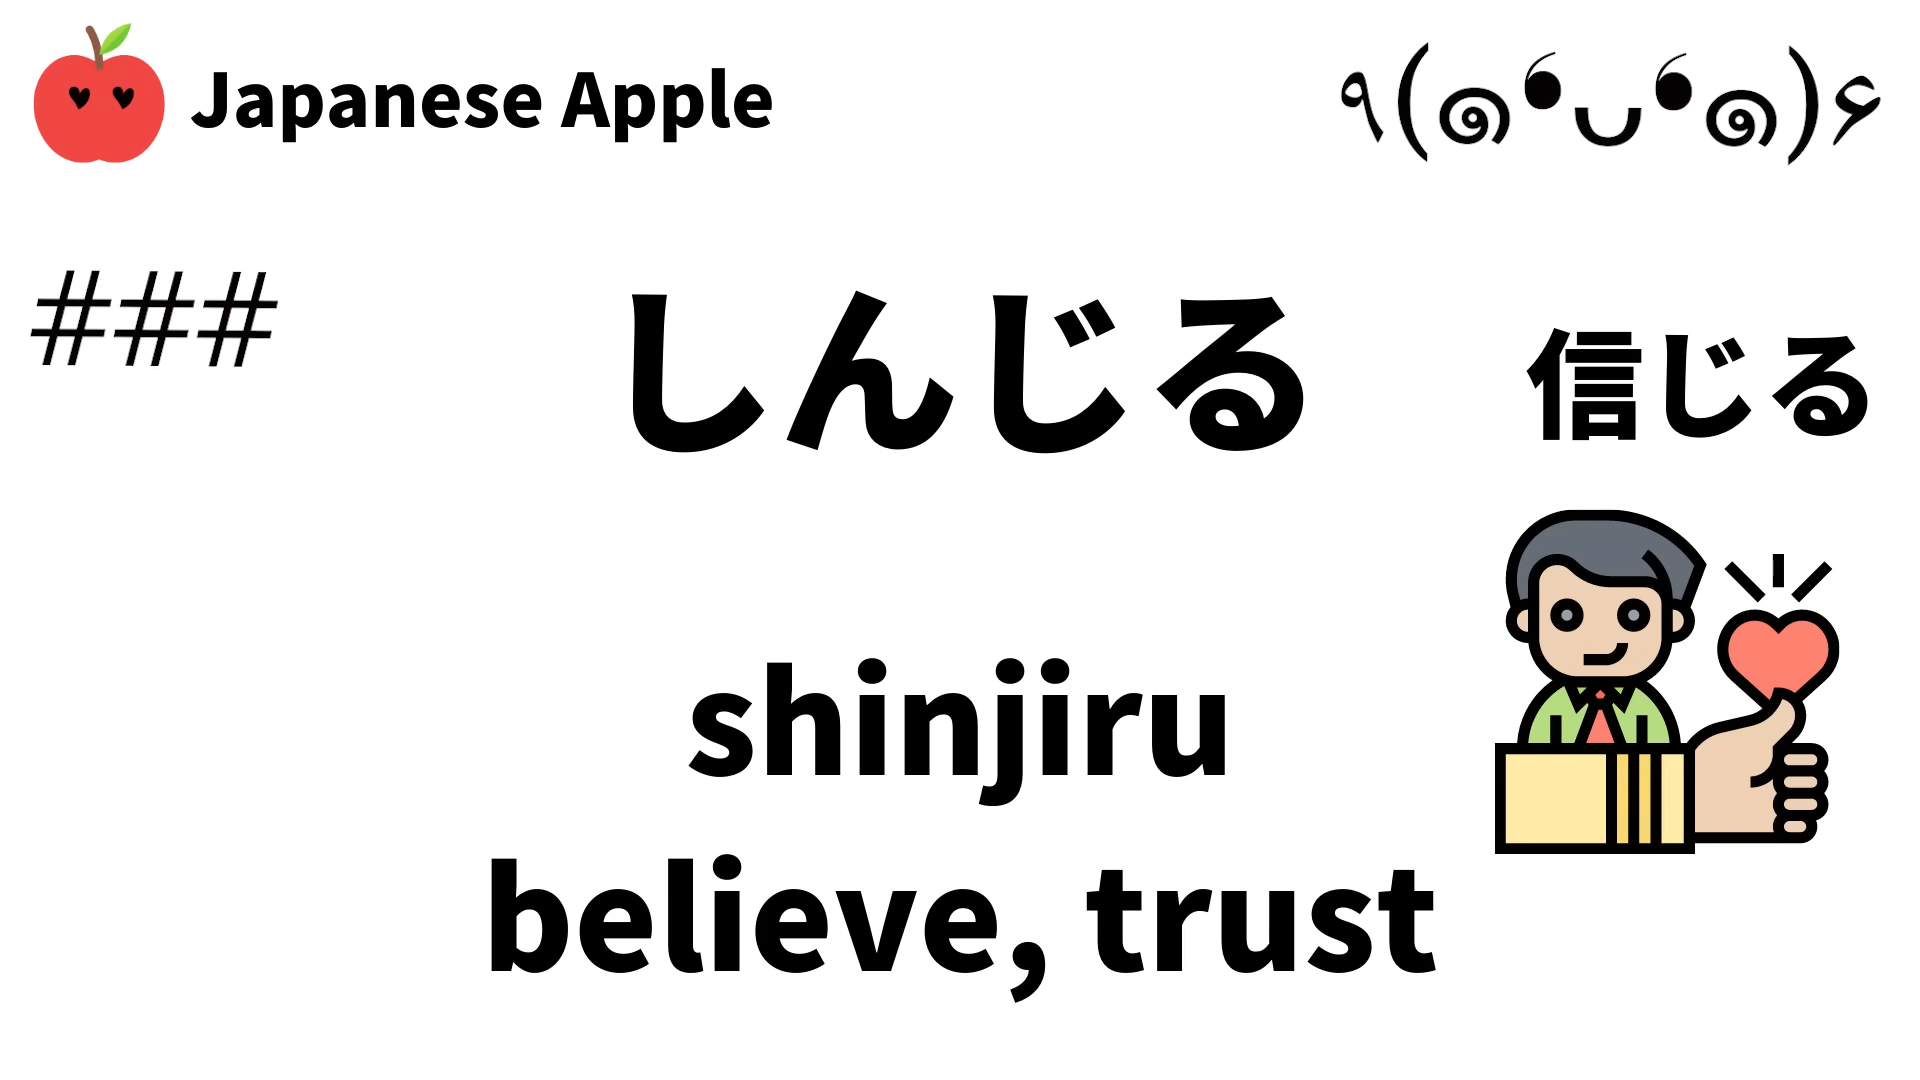 Japanese Apple
٩(๑❛ᴗ❛๑)۶
###
しんじる
信じる
shinjiru
believe, trust